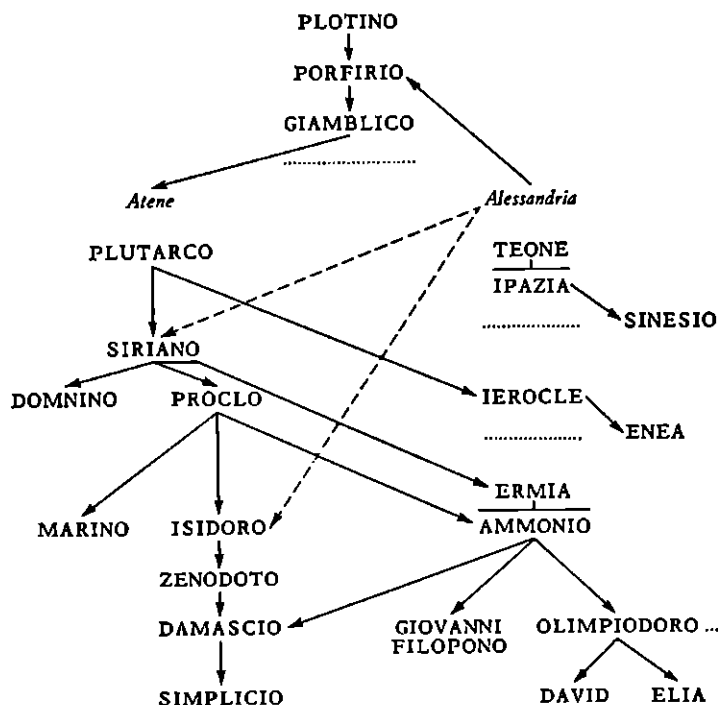 PLOTINO
PORFIRIO
GIAMBLICO
Atene Alessandria
PLUTARCO TEONE
IPAZIA
SINESIO
SIRIANO
DOMNINO PROCLO IEROCLE
ENEA
ERMIA
MARINO ISIDORO AMMONIO
ZENODOTO
DAMASCIO GIOVANNI OLIMPIODORO ...
FILOPONO
SIMPLICIO DAVID ELIA